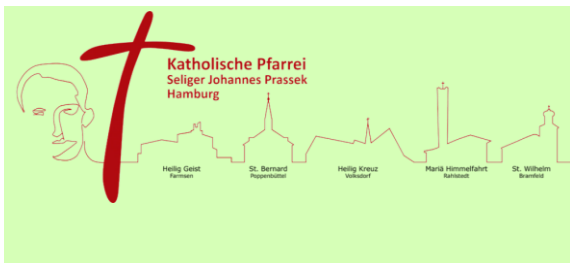 Katholische Pfarrei
Seliger Johannes Prassek
Hamburg
Heilig Geist
Farmsen
St. Bernard
Poppenbüttel
Heilig Kreuz
Volksdorf
Mariä Himmelfahrt
Rahlstedt
St. Wilhelm
Bramfeld